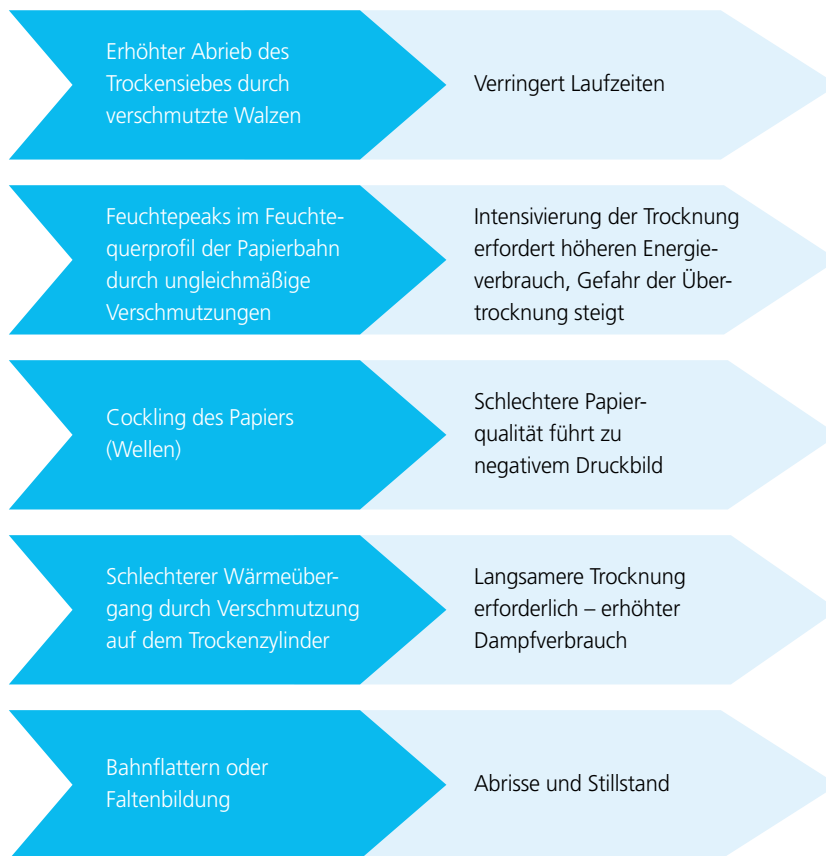 Erhöhter Abrieb des
Trockensiebes durch
verschmutzte Walzen
Verringert Laufzeiten
Feuchtepeaks im Feuchte-
querprofil der Papierbahn
durch ungleichmäßige
Verschmutzungen
Intensivierung der Trocknung
erfordert höheren Energie-
verbrauch, Gefahr der Über-
trocknung steigt
Cockling des Papiers
(Wellen)
Schlechtere Papier-
qualität führt zu
negativem Druckbild
Schlechterer Wärmeüber-
gang durch Verschmutzung
auf dem Trockenzylinder
Langsamere Trocknung
erforderlich – erhöhter
Dampfverbrauch
Bahnflattern oder
Faltenbildung
Abrisse und Stillstand